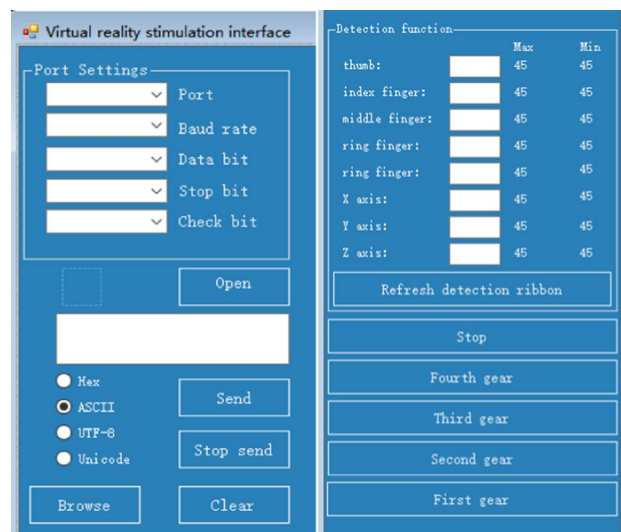 Virtual reality stimulation interface
Port Settings
Port
Baud rate
Data bit
Stop bit
Check bit
Open
Hex
ASCII
UTF-8
Unicode
Send
Stop send
Browse
Clear
Detection function
Max Min
thumb: 45 45
index finger: 45 45
middle finger: 45 45
ring finger: 45 45
ring finger: 45 45
X axis: 45 45
Y axis: 45 45
Z axis: 45 45
Refresh detection ribbon
Stop
Fourth gear
Third gear
Second gear
First gear